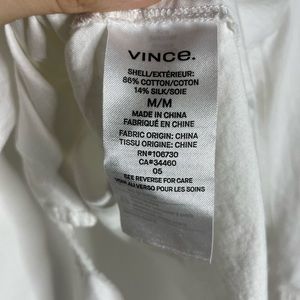 VINCE.
SHELL/EXTÉRIEUR:
86% COTTON/COTON
14% SILK/SOIE
M/M
MADE IN CHINA
FABRIQUÉ EN CHINE
FABRIC ORIGIN: CHINA
TISSU ORIGINE: CHINE
RN#106730
CA#34460
05
SEE REVERSE FOR CARE
VOIR AU VERSO POUR LES SOINS